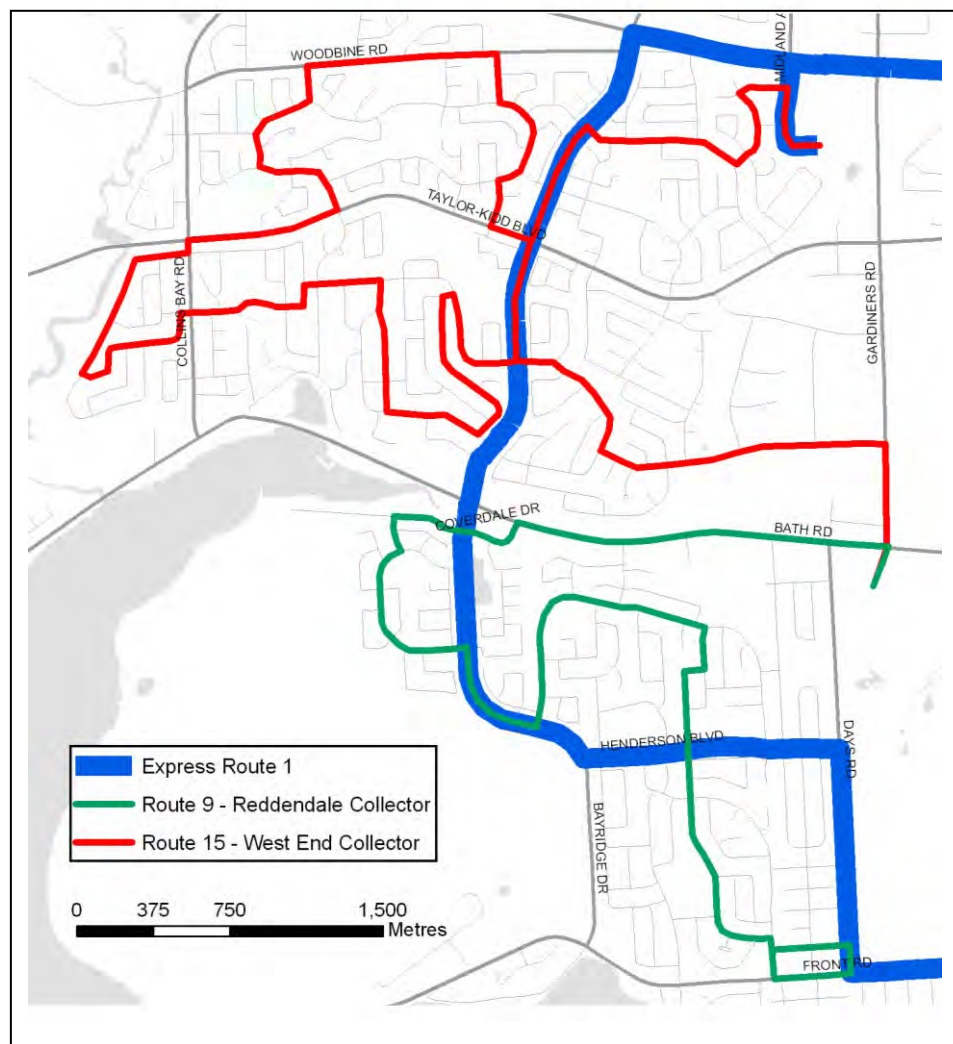 WOODBINE RD
MIDLAND A
TAYLOR-KIDD BLVD
COLLINS BAY RD
GARDINERS RD
COVERDALE DR
BATH RD
HENDERSON BLVD
DAYS RD
BAYRIDGE DR
FRONT RD
Express Route 1
Route 9 - Reddendale Collector
Route 15 - West End Collector
0 375 750 1,500
Metres